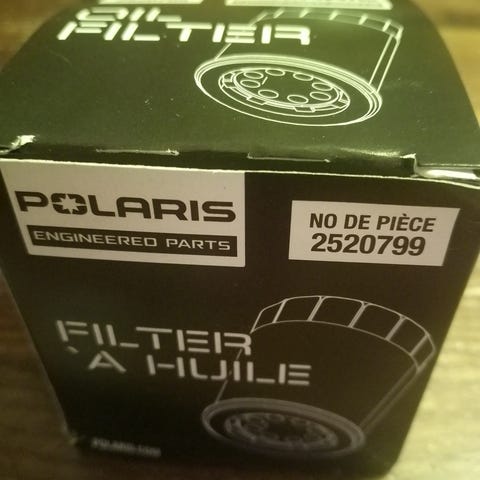 OIL
FILTER
POLARIS
ENGINEERED PARTS
NO DE PIÈCE
2520799
FILTER
`A HUILE